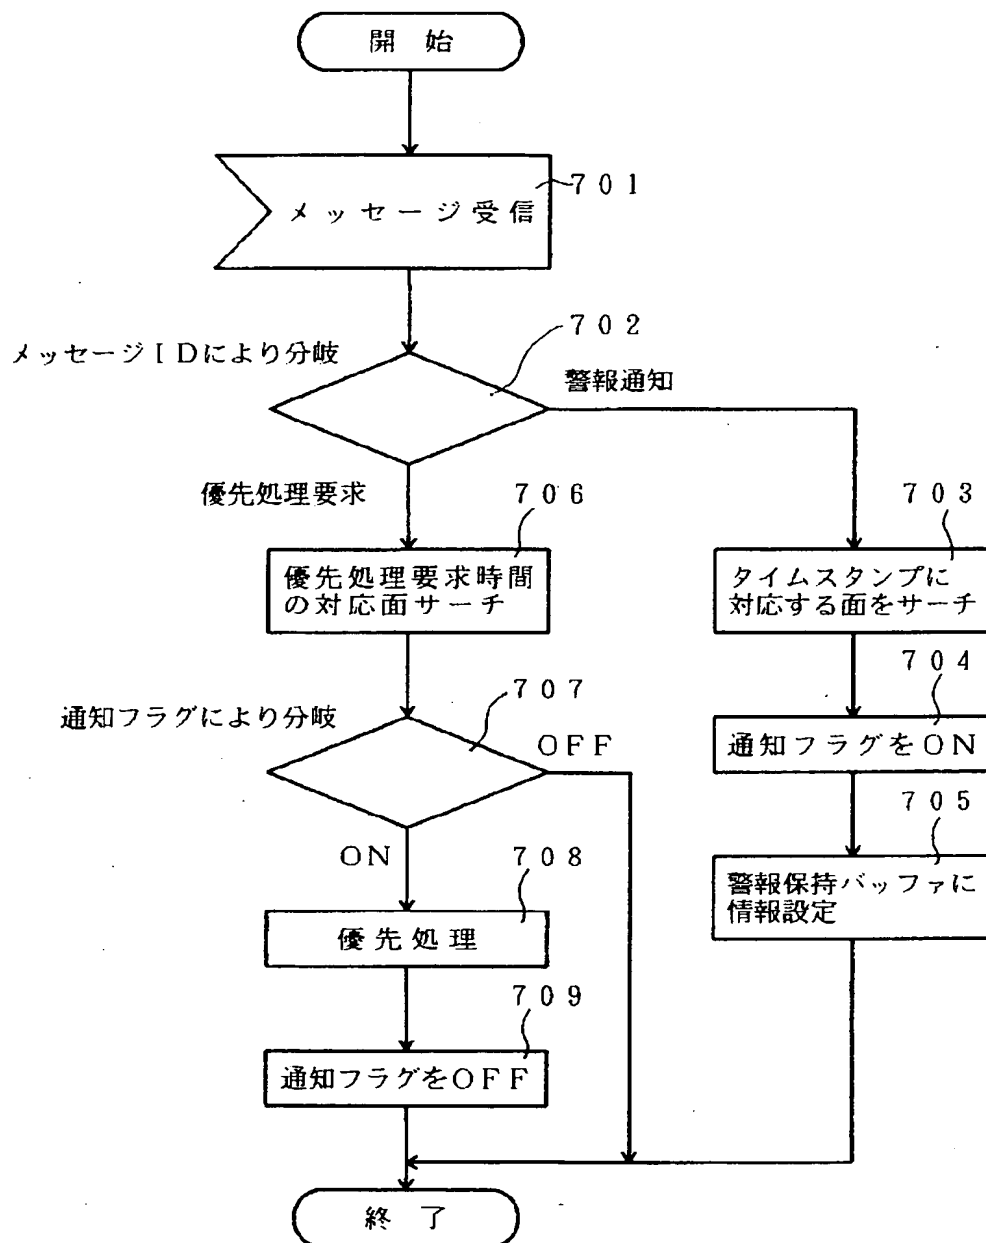 開始
701
メッセージ受信
702
メッセージIDにより分岐
警報通知
優先処理要求
706
703
優先処理要求時間
の対応面サーチ
タイムスタンプに
対応する面をサーチ
704
707
通知フラグにより分岐
OFF
通知フラグをON
705
ON
708
警報保持バッファに
情報設定
優先処理
709
通知フラグをOFF
終了